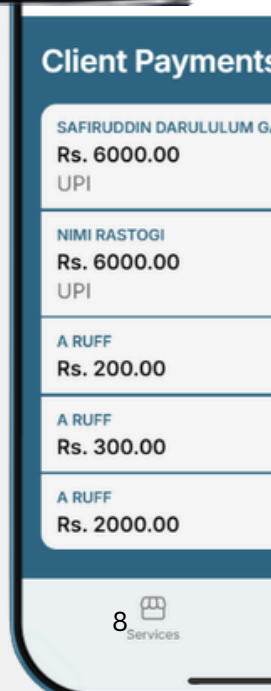 Client Payments
SAFIRUDDIN DARULULUM
Rs. 6000.00
UPI
NIMI RASTOGI
Rs. 6000.00
UPI
A RUFF
Rs. 200.00
A RUFF
Rs. 300.00
A RUFF
Rs. 2000.00
8
Services